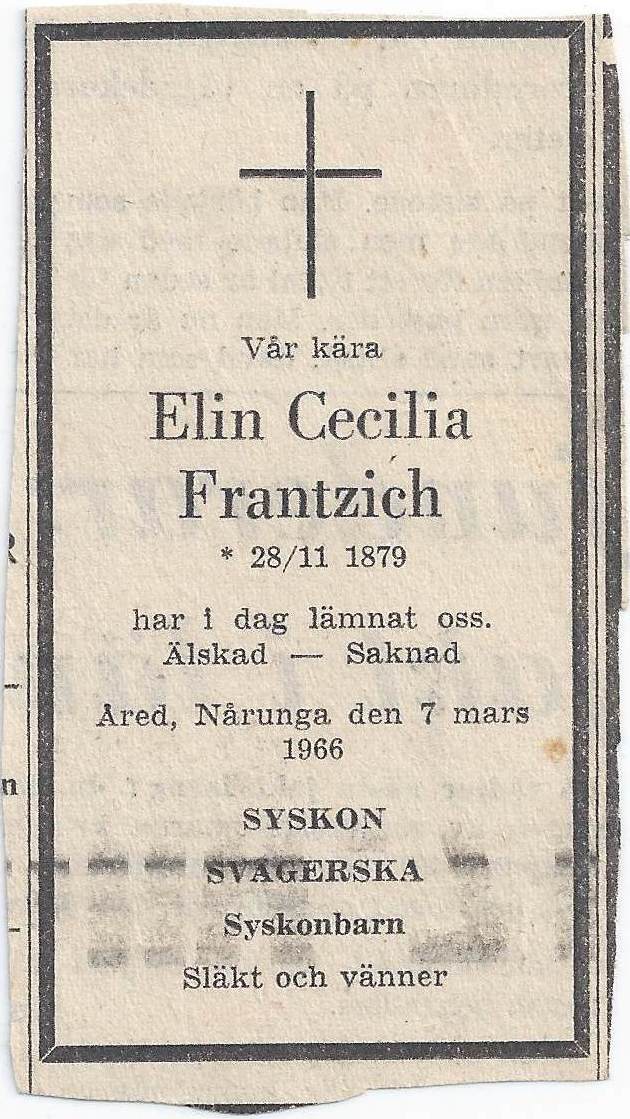 Vår kära
Elin Cecilia
Frantzich
* 28/11 1879
har i dag lämnat oss.
Älskad — Saknad
Åred, Nårunga den 7 mars
1966
SYSKON
SVÄGERSKA
Syskonbarn
Släkt och vänner